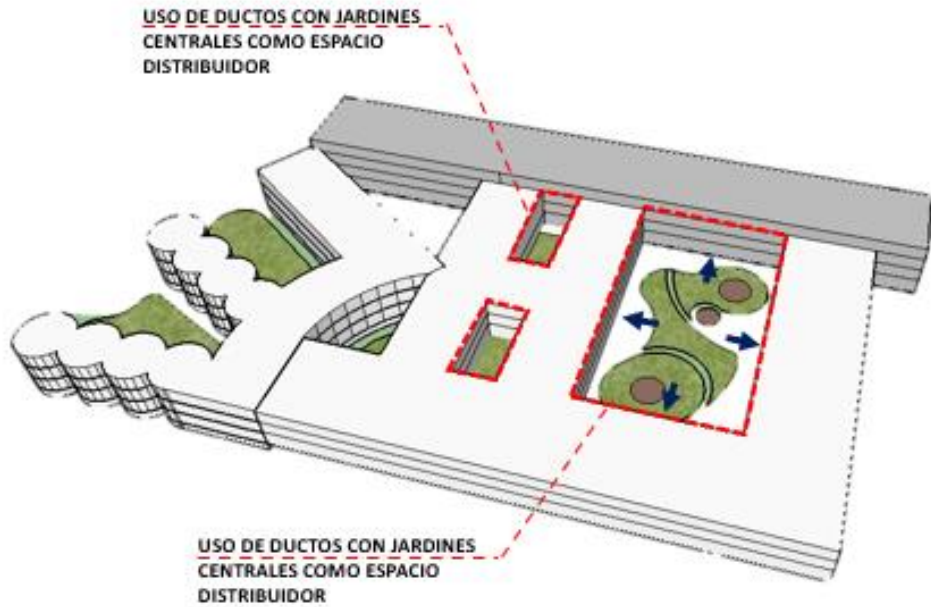 USO DE DUCTOS CON JARDINES
CENTRALES COMO ESPACIO
DISTRIBUIDOR
USO DE DUCTOS CON JARDINES
CENTRALES COMO ESPACIO
DISTRIBUIDOR